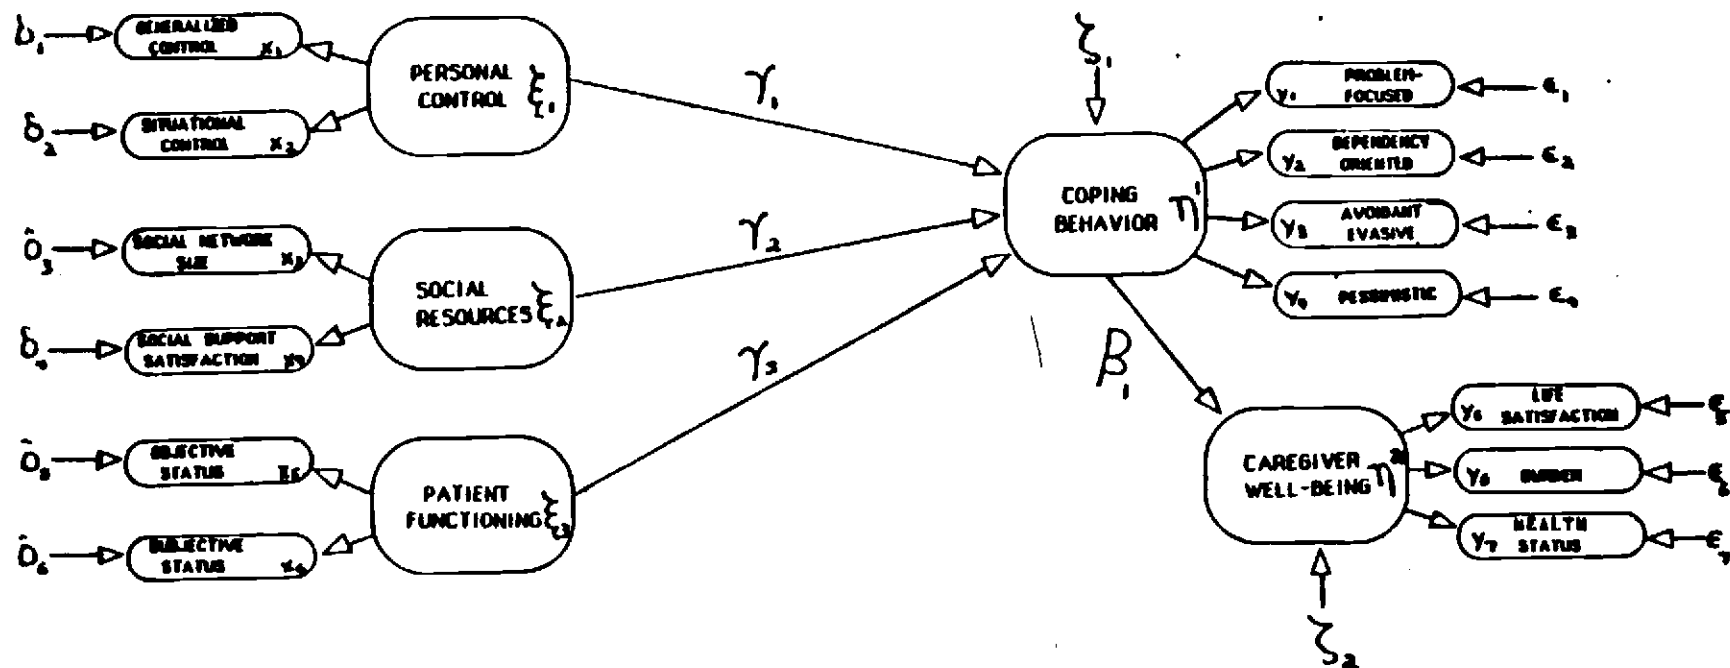 δ₁
GENERALIZED
CONTROL x₁
δ₂
SITUATIONAL
CONTROL x₂
PERSONAL
CONTROL ξ₁
γ₁
δ₃
SOCIAL NETWORK
SIZE x₃
δ₄
SOCIAL SUPPORT
SATISFACTION x₄
SOCIAL
RESOURCES ξ₂
γ₂
δ₅
OBJECTIVE
STATUS x₅
δ₆
SUBJECTIVE
STATUS x₆
PATIENT
FUNCTIONING ξ₃
γ₃
ζ₁
COPING
BEHAVIOR η¹
y₁ PROBLEM-
FOCUSED
ε₁
y₂ DEPENDENCY
ORIENTED
ε₂
y₃ AVOIDANT
EVASIVE
ε₃
y₄ PESSIMISTIC
ε₄
β₁
CAREGIVER
WELL-BEING η²
y₅ LIFE
SATISFACTION
ε₅
y₆ BURDEN
ε₆
y₇ HEALTH
STATUS
ε₇
ζ₂